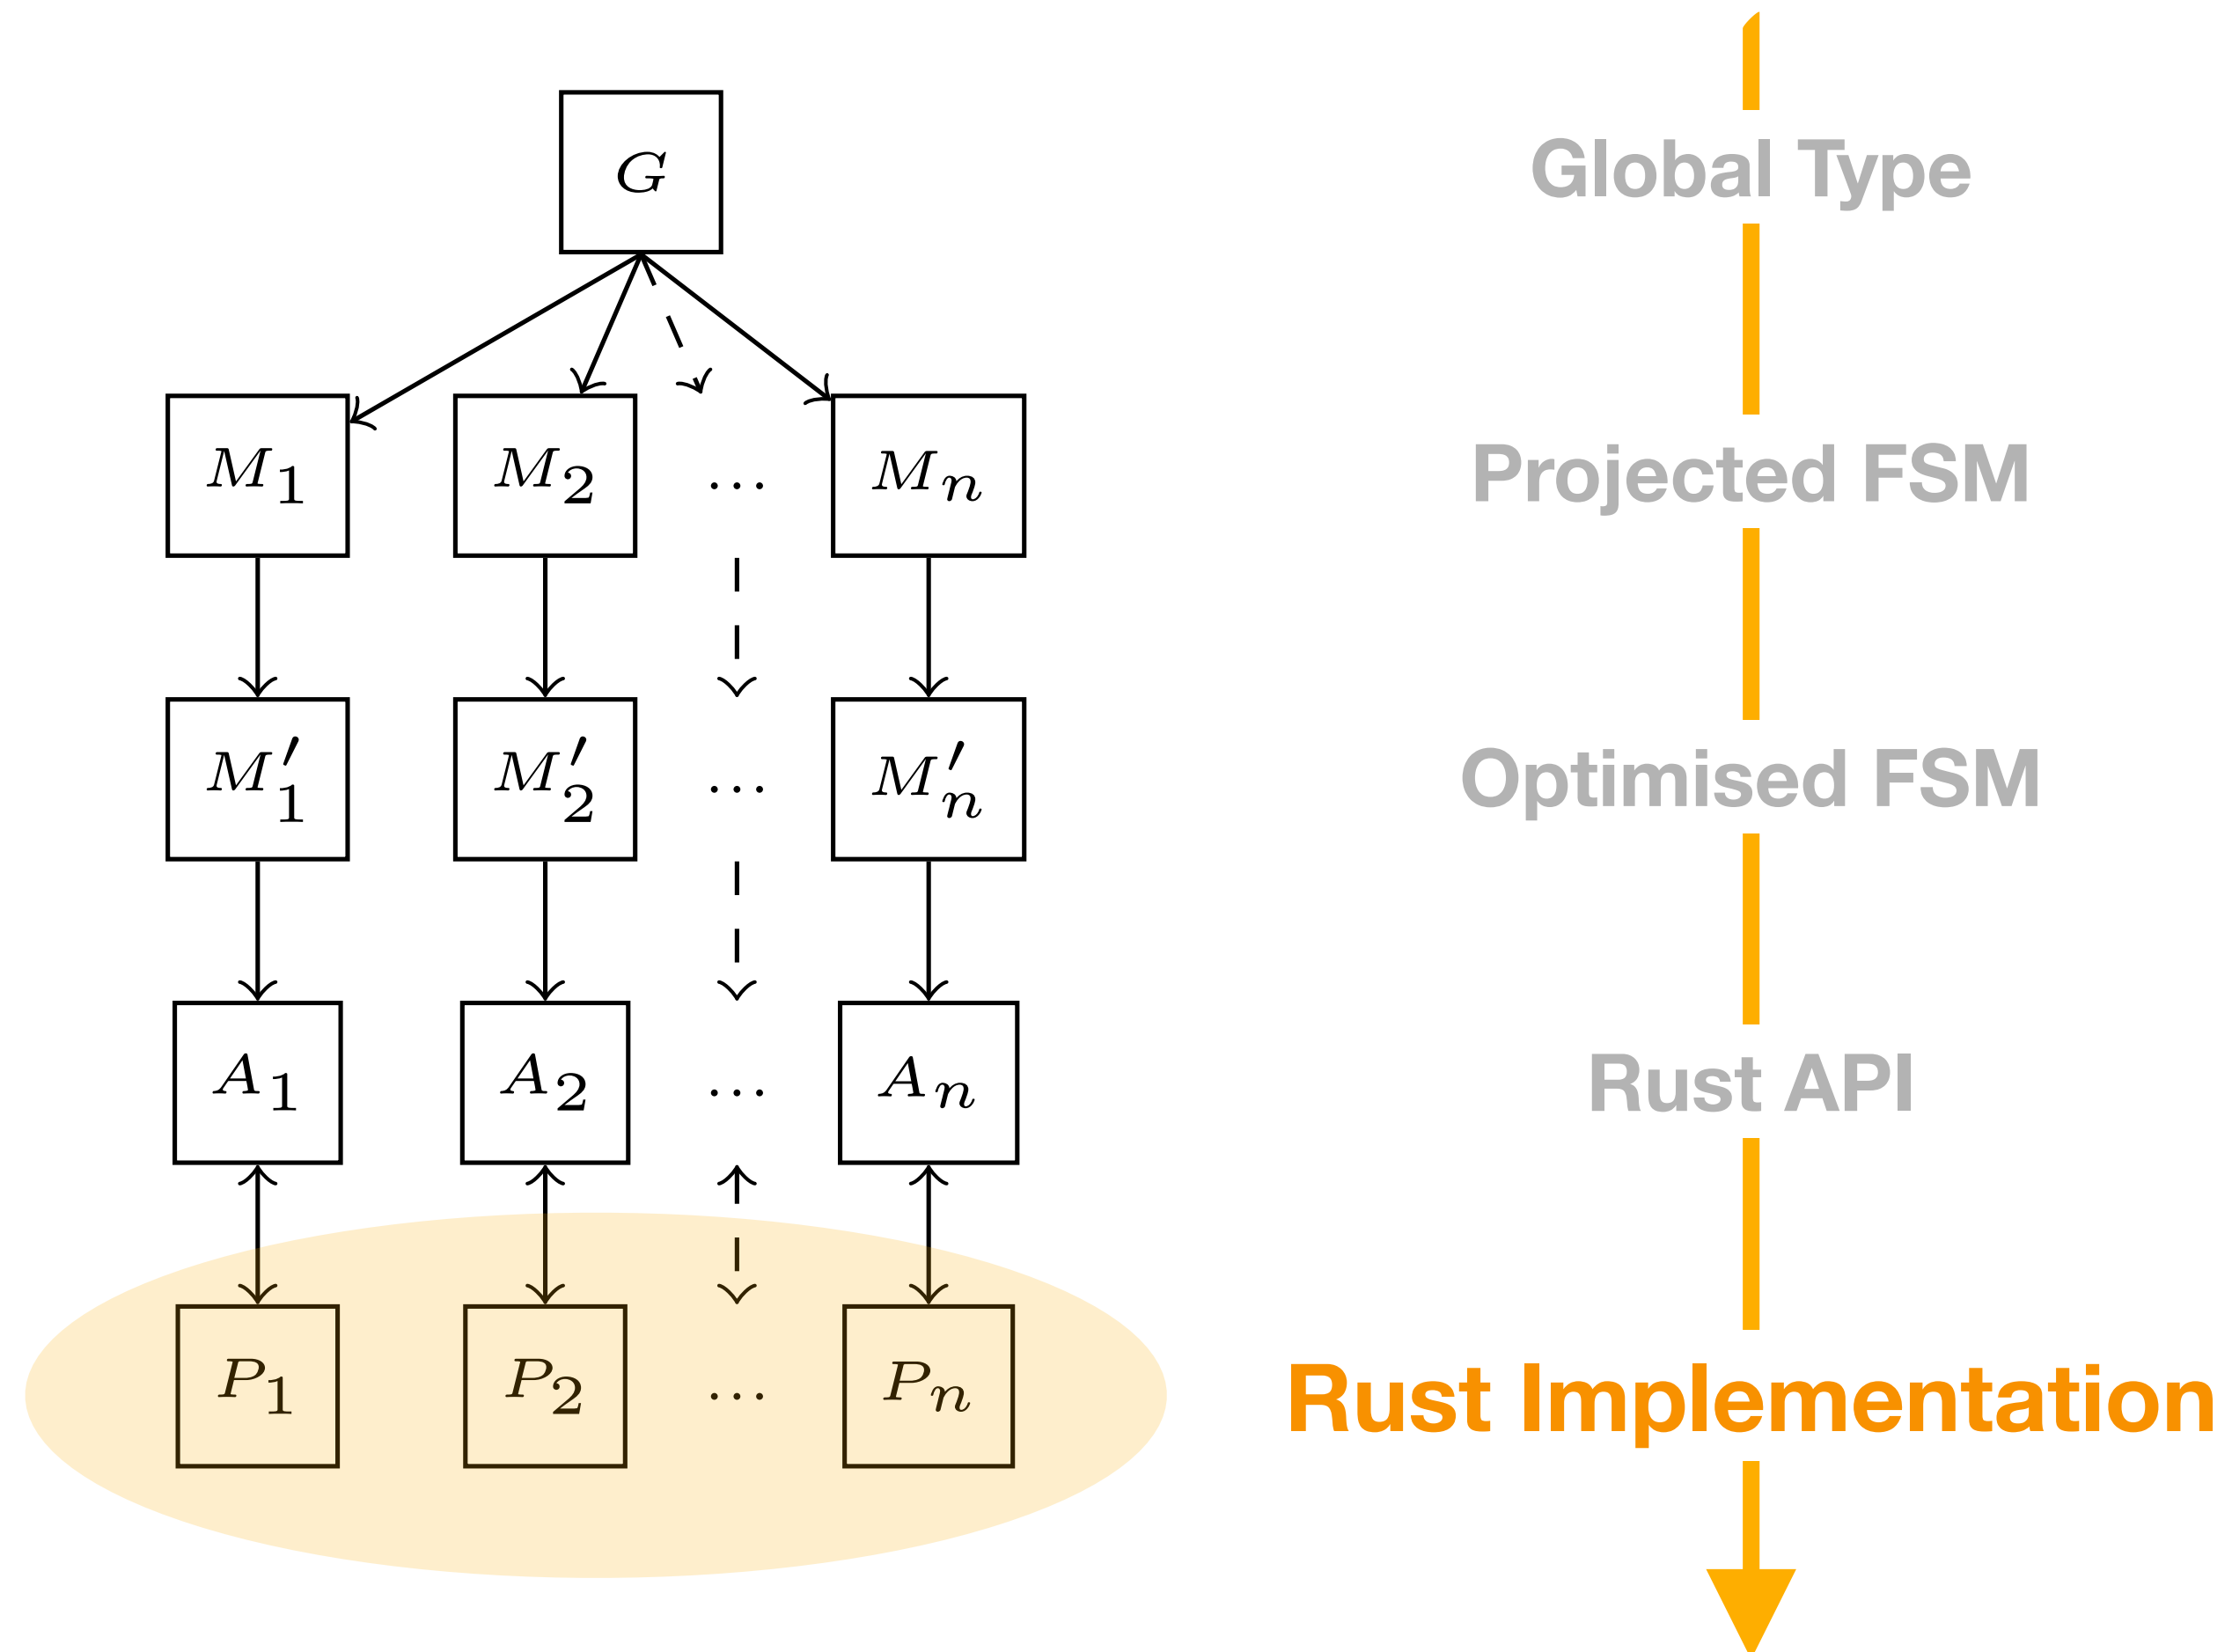 G Global Type
M₁ M₂ ... Mₙ Projected FSM
M′₁ M′₂ ... M′ₙ Optimised FSM
A₁ A₂ ... Aₙ Rust API
P₁ P₂ ... Pₙ Rust Implementation